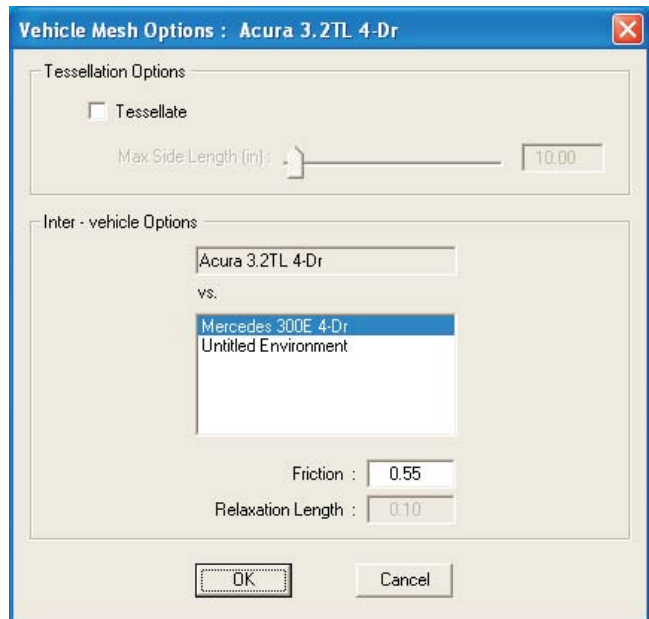 Vehicle Mesh Options : Acura 3.2TL 4-Dr
Tessellation Options
Tessellate
Max Side Length (in) : 10.00
Inter - vehicle Options
Acura 3.2TL 4-Dr
vs.
Mercedes 300E 4-Dr
Untitled Environment
Friction : 0.55
Relaxation Length : 0.10
OK Cancel